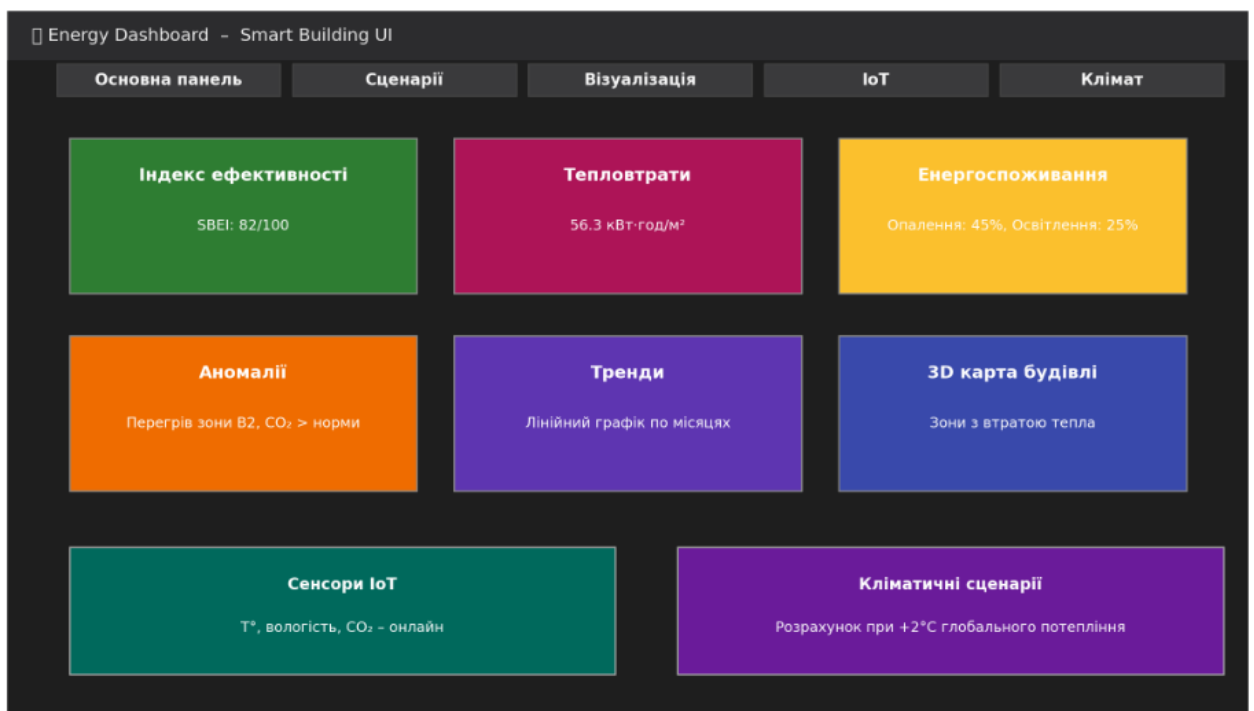 Energy Dashboard – Smart Building UI
Основна панель
Сценарії
Візуалізація
IoT
Клімат
Індекс ефективності
SBEI: 82/100
Тепловтрати
56.3 кВт·год/м²
Енергоспоживання
Опалення: 45%, Освітлення: 25%
Аномалії
Перегрів зони B2, CO₂ > норми
Тренди
Лінійний графік по місяцях
3D карта будівлі
Зони з втратою тепла
Сенсори IoT
T°, вологість, CO₂ – онлайн
Кліматичні сценарії
Розрахунок при +2°C глобального потепління